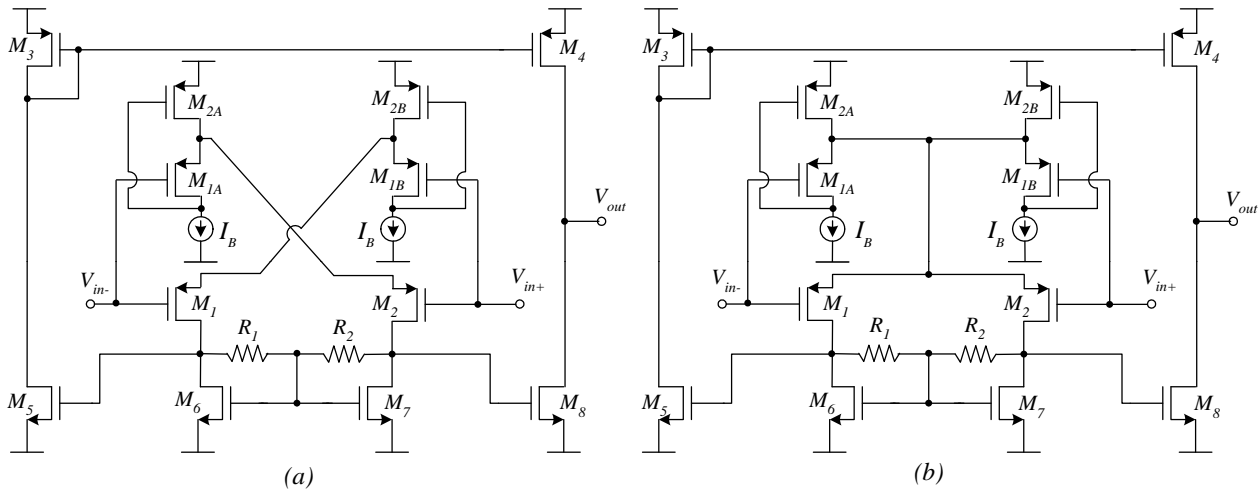 M3
M4
M2A
M2B
M1A
M1B
IB
IB
Vout
Vin-
Vin+
M1
M2
R1
R2
M5
M6
M7
M8
(a)
M3
M4
M2A
M2B
M1A
M1B
IB
IB
Vout
Vin-
Vin+
M1
M2
R1
R2
M5
M6
M7
M8
(b)